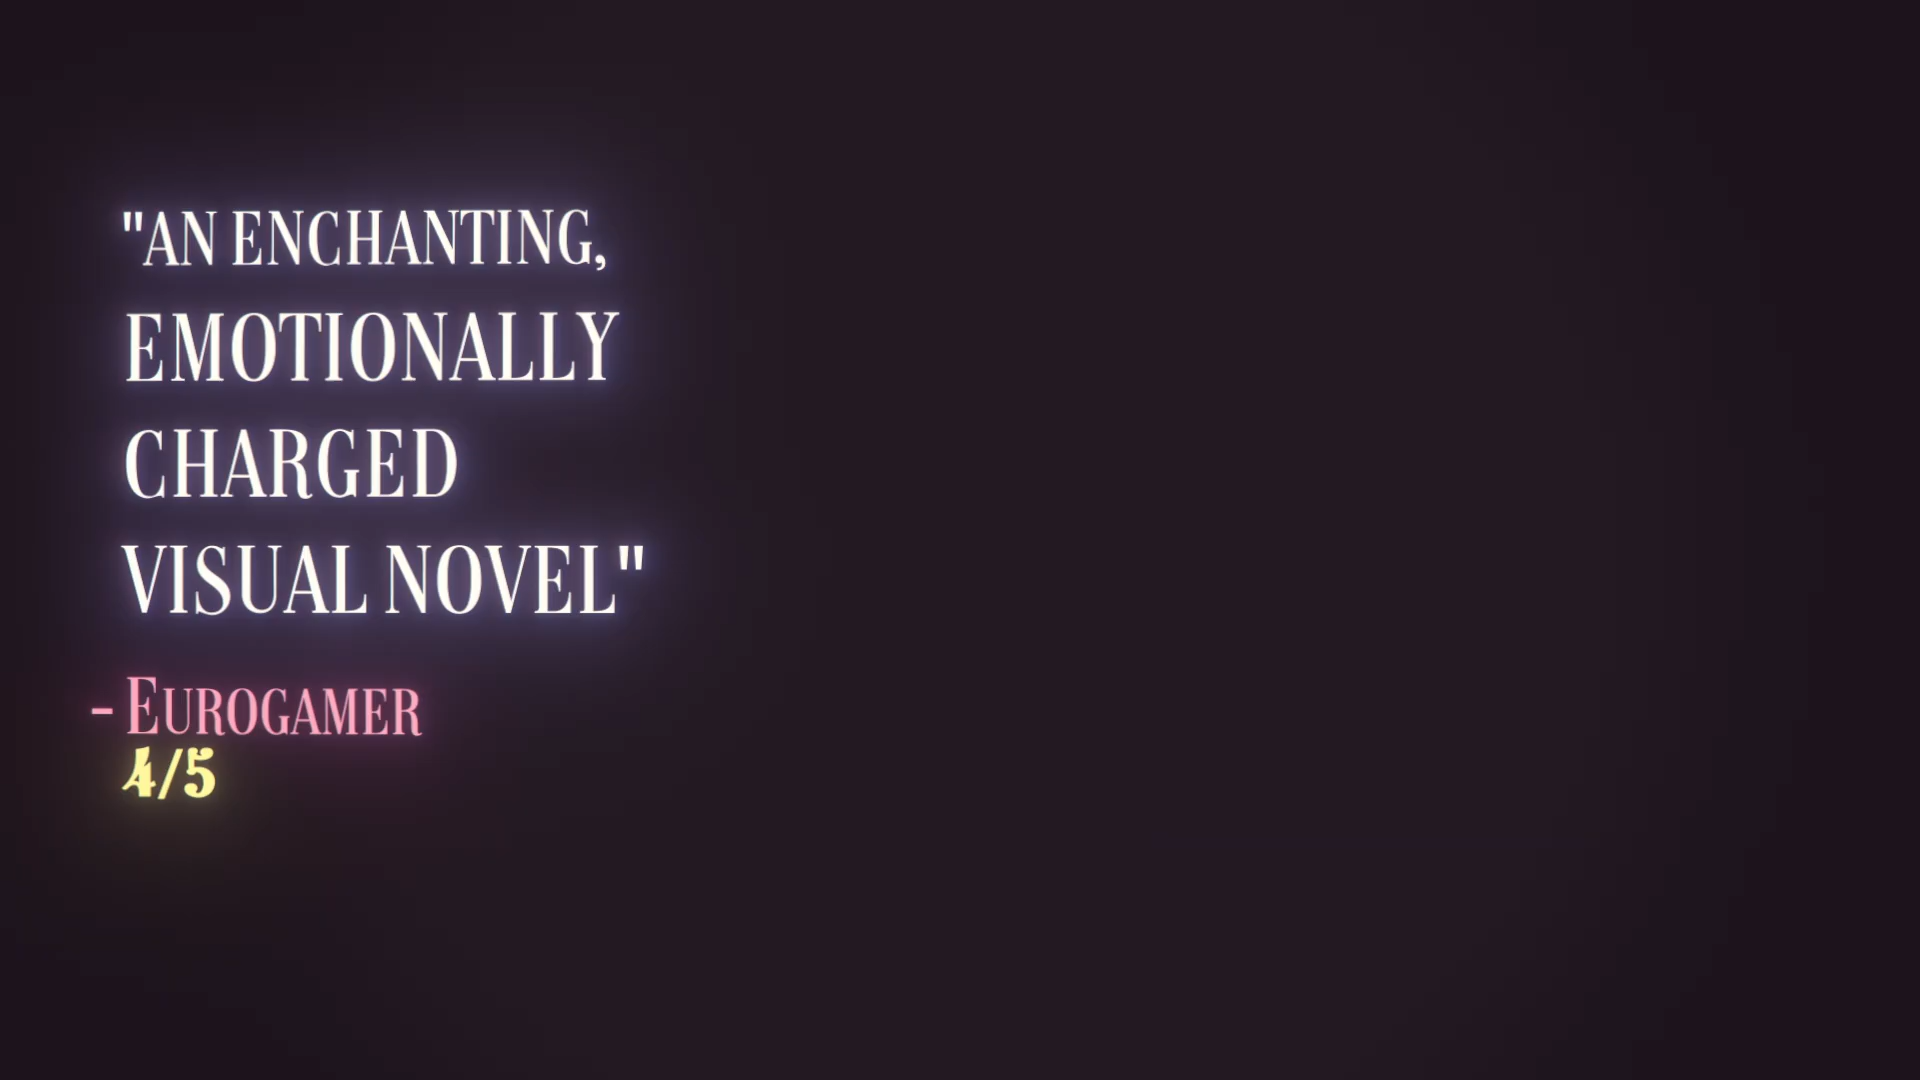 "AN ENCHANTING,
EMOTIONALLY
CHARGED
VISUAL NOVEL"
- EUROGAMER
4/5